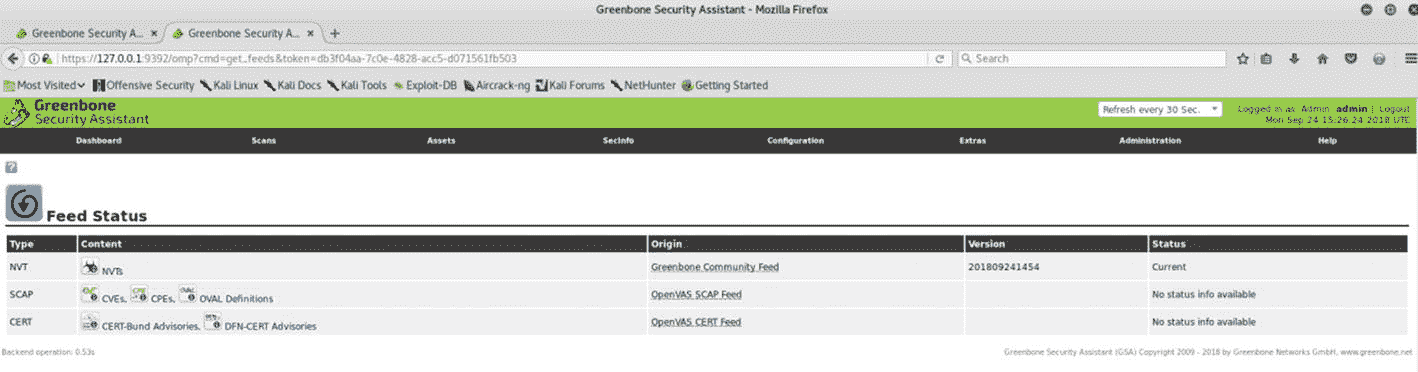 Greenbone Security Assistant - Mozilla Firefox
Greenbone Security A... × Greenbone Security A... × +
https://127.0.0.1:9392/omp?cmd=get_feeds&token=db3f04aa-7c0e-4828-acc5-d071561fb503 Search
Most Visited Offensive Security Kali Linux Kali Docs Kali Tools Exploit-DB Aircrack-ng Kali Forums NetHunter Getting Started
Greenbone
Security Assistant
Refresh every 30 Sec. Logged in as Admin admin | Logout
Mon Sep 24 15:26:24 2018 UTC
Dashboard Scans Assets SecInfo Configuration Extras Administration Help
?
Feed Status
Type Content Origin Version Status
NVT NVTs Greenbone Community Feed 201809241454 Current
SCAP CVEs, CPEs, OVAL Definitions OpenVAS SCAP Feed No status info available
CERT CERT-Bund Advisories, DFN-CERT Advisories OpenVAS CERT Feed No status info available
Backend operation: 0.53s Greenbone Security Assistant (GSA) Copyright 2009 - 2018 by Greenbone Networks GmbH, www.greenbone.net